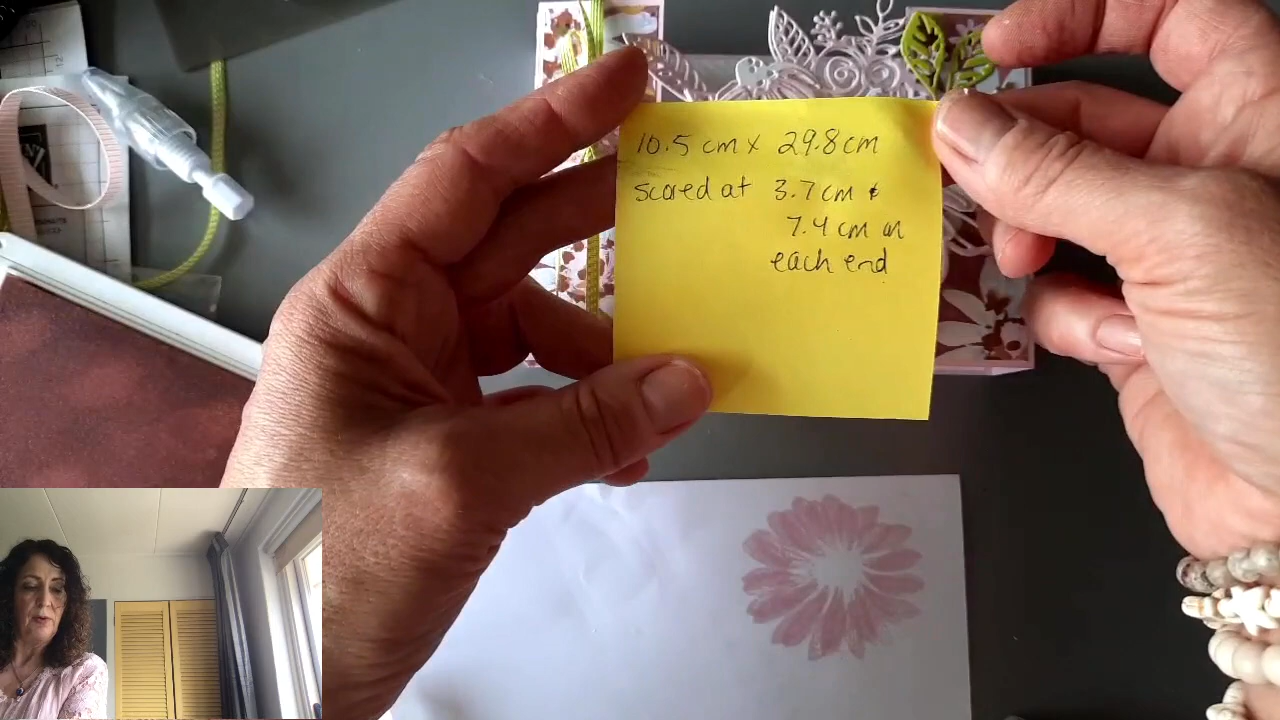 10.5 cm x 29.8 cm
scored at 3.7 cm &
7.4 cm on
each end